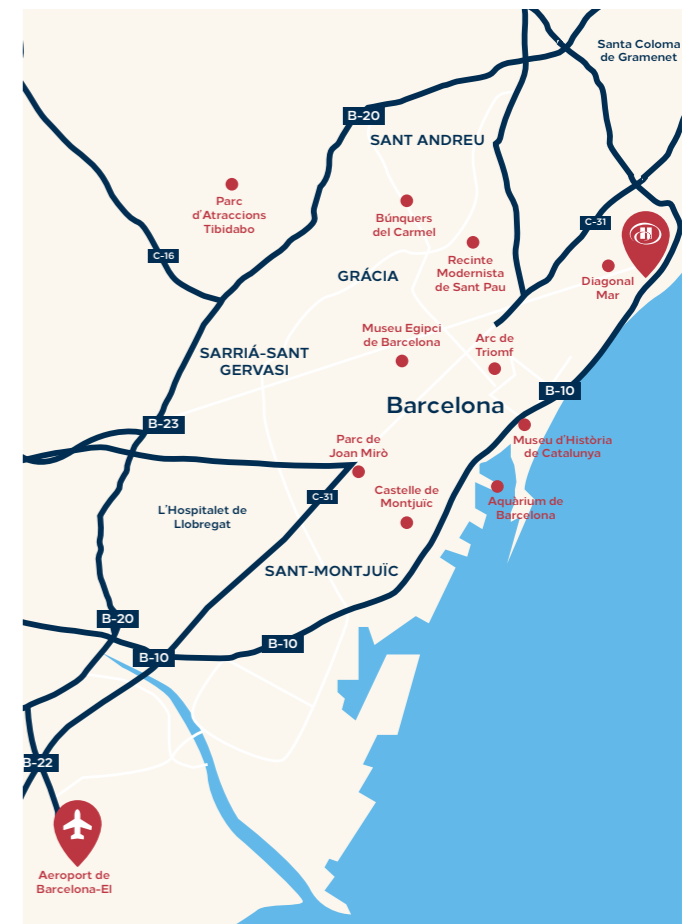 Santa Coloma
de Gramenet
B-20
SANT ANDREU
Parc
d'Atraccions
Tibidabo
Búnquers
del Carmel
C-31
C-16
Recinte
Modernista
de Sant Pau
GRÁCIA
Diagonal
Mar
Museu Egipci
de Barcelona
Arc de
Triomf
SARRIÁ-SANT
GERVASI
B-10
Barcelona
B-23
Parc de
Joan Mirò
Museu d'Història
de Catalunya
C-31
Castelle de
Montjuïc
Aquàrium de
Barcelona
L'Hospitalet de
Llobregat
SANT-MONTJUÏC
B-20
B-10
B-10
B-22
Aeroport de
Barcelona-El